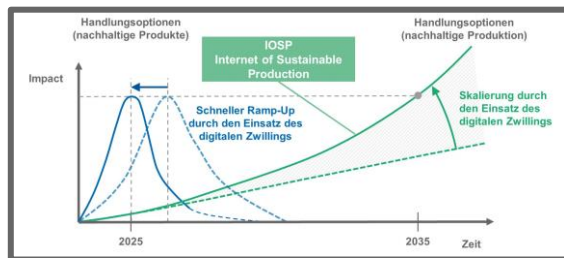 Handlungsoptionen
(nachhaltige Produkte)
Handlungsoptionen
(nachhaltige Produktion)
IOSP
Internet of Sustainable
Production
Impact
Schneller Ramp-Up
durch den Einsatz des
digitalen Zwillings
Skalierung durch
den Einsatz des
digitalen Zwillings
2025
2035
Zeit